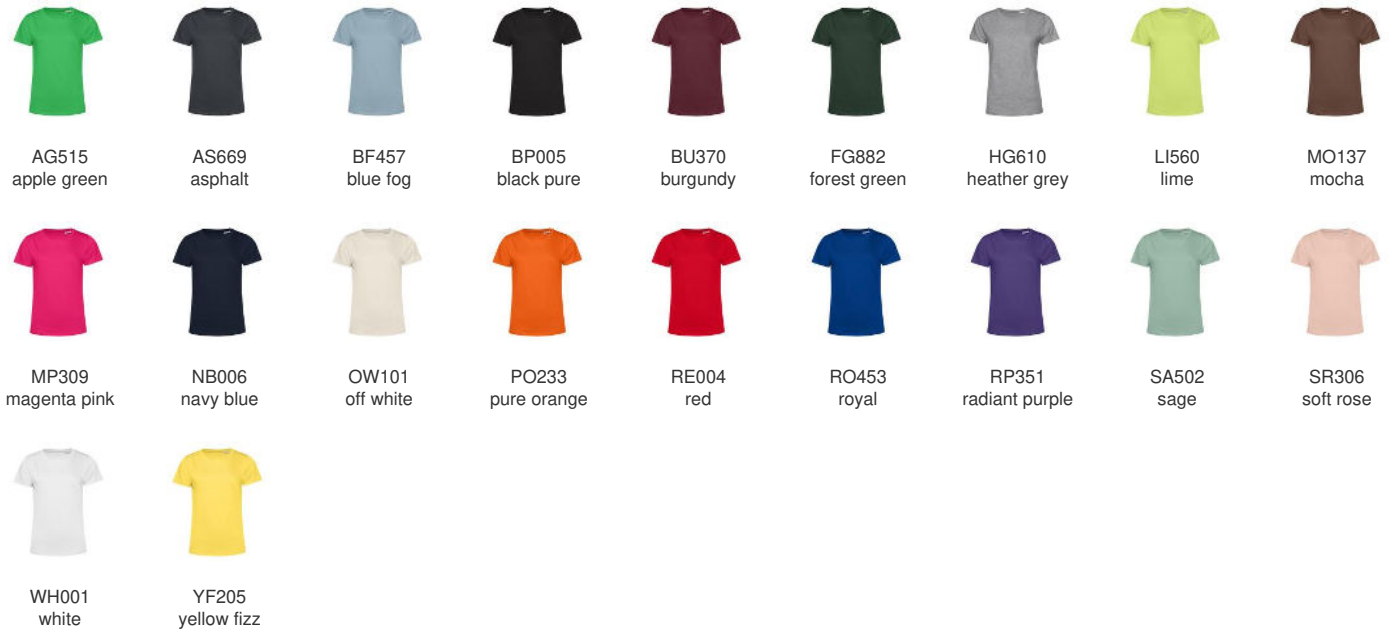 AG515
apple green
AS669
asphalt
BF457
blue fog
BP005
black pure
BU370
burgundy
FG882
forest green
HG610
heather grey
LI560
lime
MO137
mocha
MP309
magenta pink
NB006
navy blue
OW101
off white
PO233
pure orange
RE004
red
RO453
royal
RP351
radiant purple
SA502
sage
SR306
soft rose
WH001
white
YF205
yellow fizz